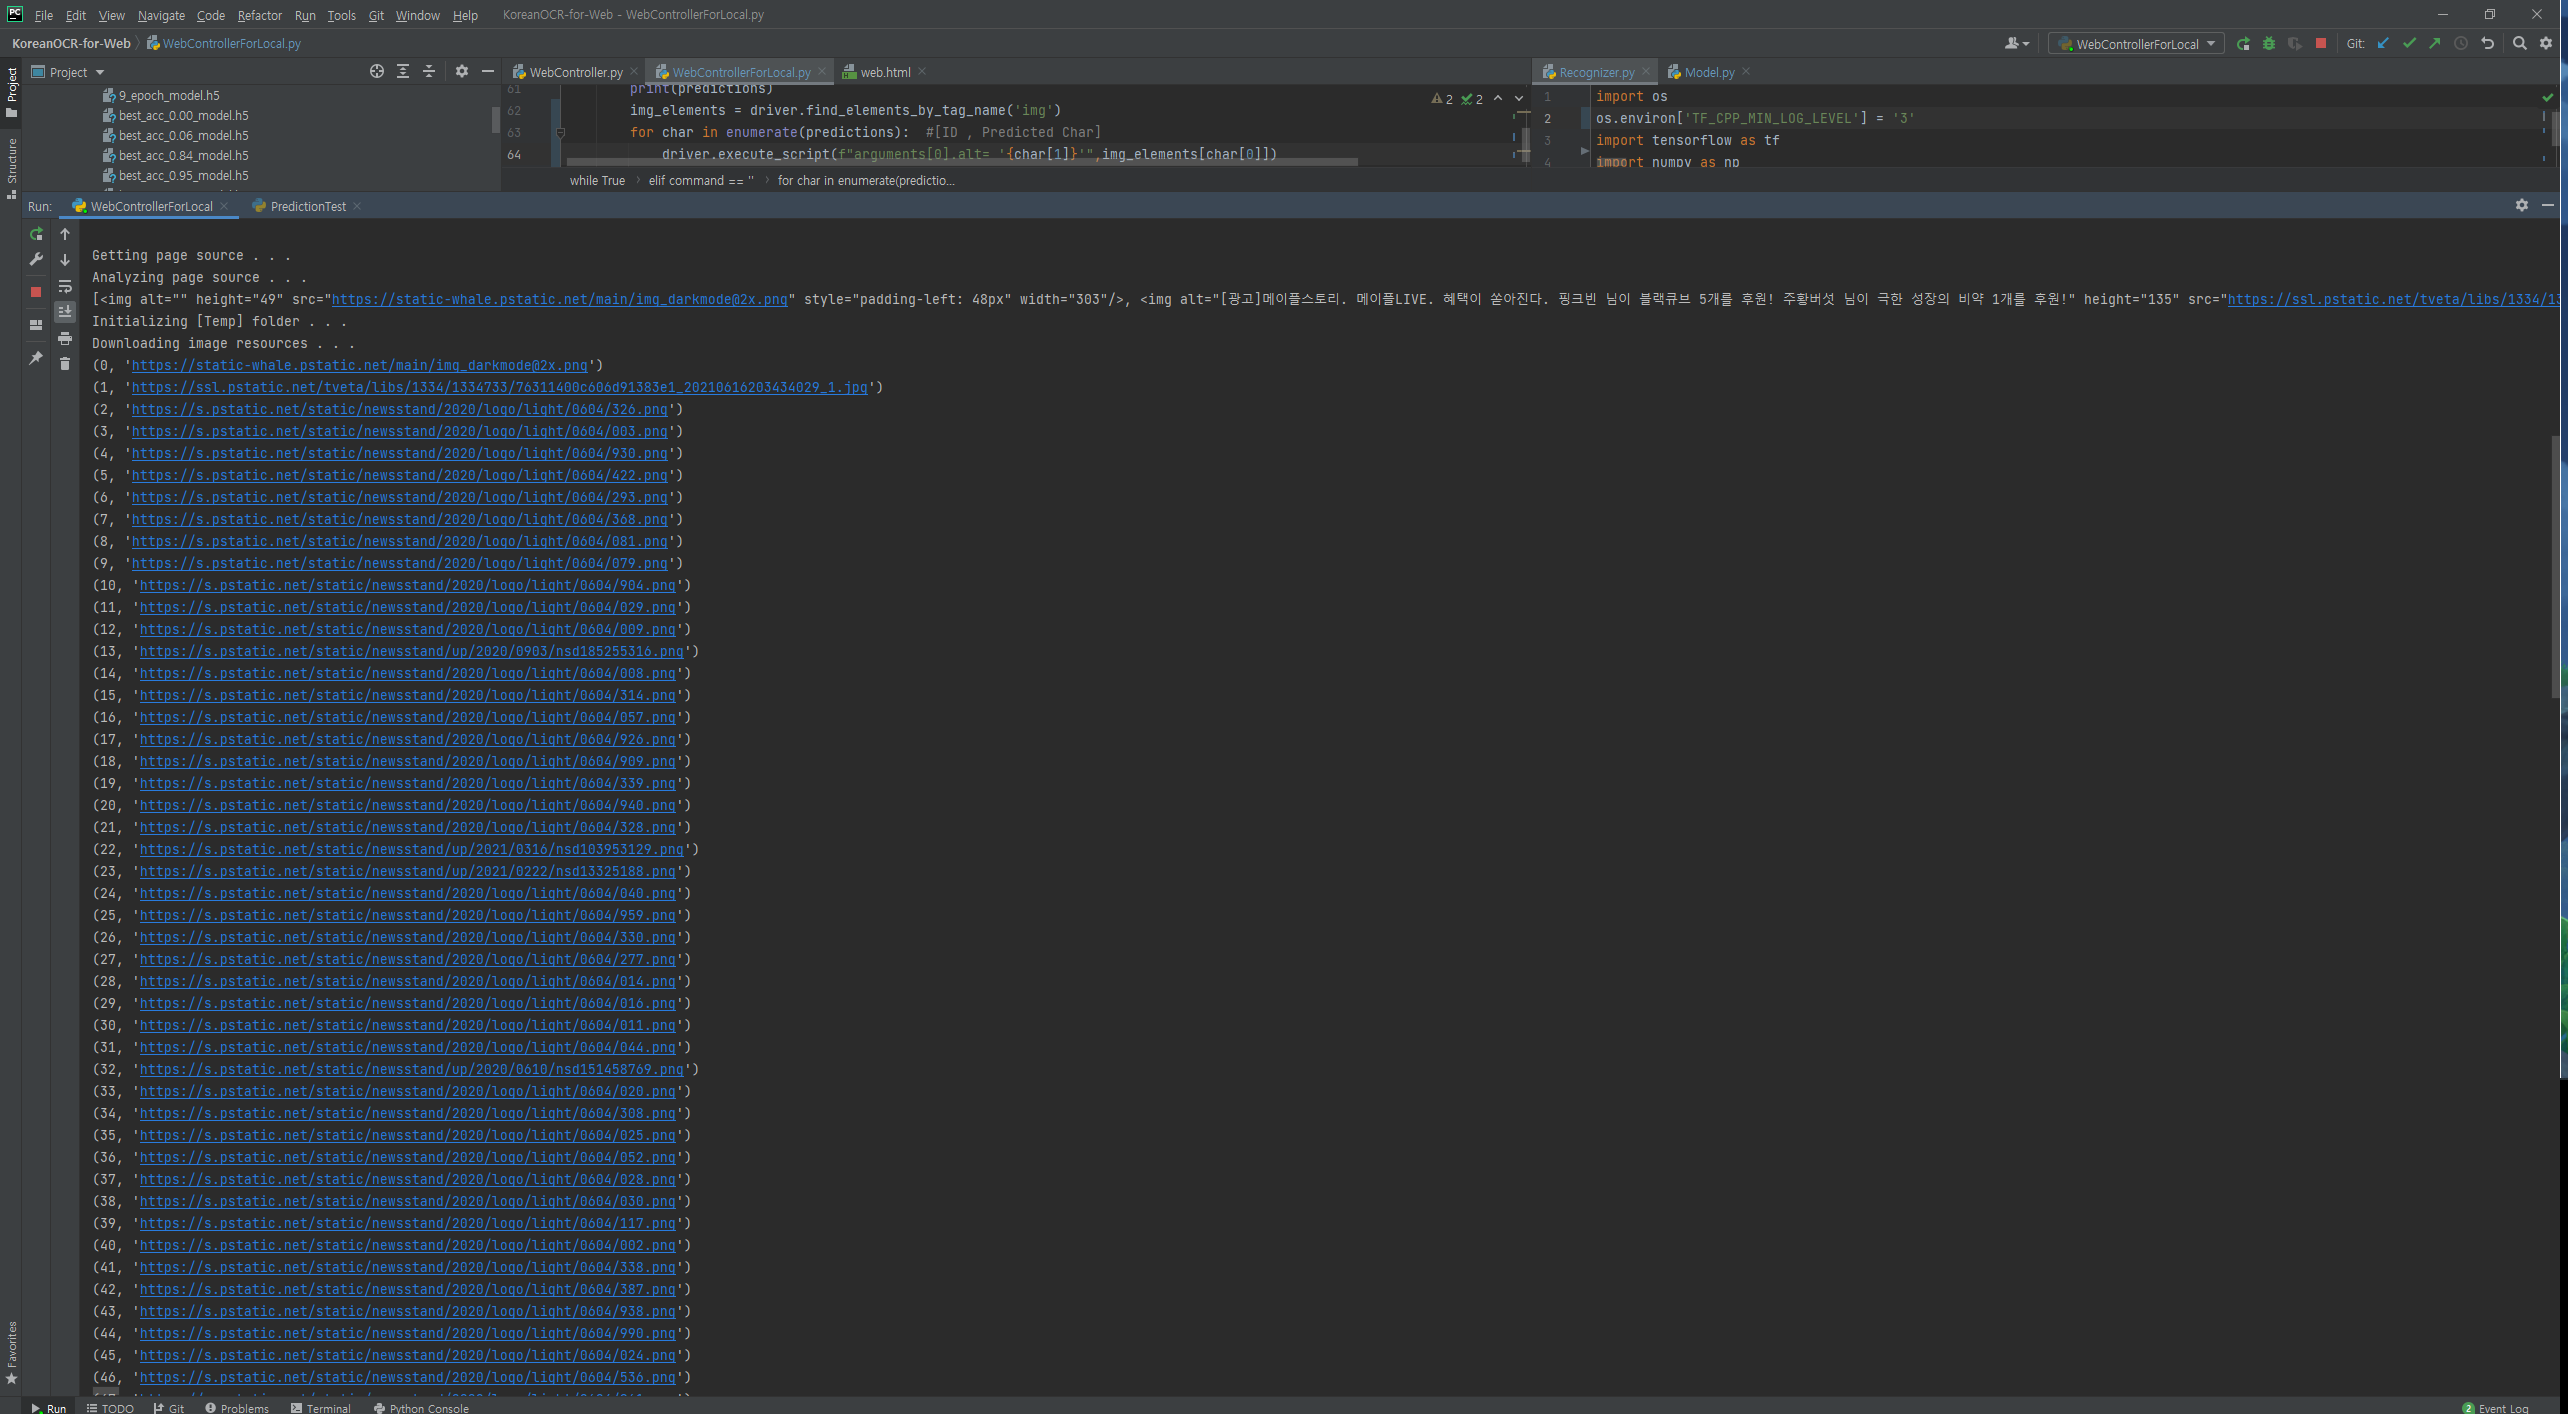 File Edit View Navigate Code Refactor Run Tools Git Window Help KoreanOCR-for-Web - WebControllerForLocal.py
KoreanOCR-for-Web WebControllerForLocal.py
WebControllerForLocal Git:
Project
WebController.py WebControllerForLocal.py web.html
Recognizer.py Model.py
9_epoch_model.h5
best_acc_0.00_model.h5
best_acc_0.06_model.h5
best_acc_0.84_model.h5
best_acc_0.95_model.h5
61 print(predictions)
62 img_elements = driver.find_elements_by_tag_name('img')
63 for char in enumerate(predictions): #[ID , Predicted Char]
64 driver.execute_script(f"arguments[0].alt= '{char[1]}'",img_elements[char[0]])
2 2
while True elif command == '' for char in enumerate(predictio...
1 import os
2 os.environ['TF_CPP_MIN_LOG_LEVEL'] = '3'
3 import tensorflow as tf
4 import numpy as np
Project
Structure
Favorites
Run: WebControllerForLocal PredictionTest
Getting page source . . .
Analyzing page source . . .
[<img alt="" height="49" src="https://static-whale.pstatic.net/main/img_darkmode@2x.png" style="padding-left: 48px" width="303"/>, <img alt="[광고]메이플스토리. 메이플LIVE. 혜택이 쏟아진다. 핑크빈 님이 블랙큐브 5개를 후원! 주황버섯 님이 극한 성장의 비약 1개를 후원!" height="135" src="https://ssl.pstatic.net/tveta/libs/1334/13
Initializing [Temp] folder . . .
Downloading image resources . . .
(0, 'https://static-whale.pstatic.net/main/img_darkmode@2x.png')
(1, 'https://ssl.pstatic.net/tveta/libs/1334/1334733/76311400c606d91383e1_20210616203434029_1.jpg')
(2, 'https://s.pstatic.net/static/newsstand/2020/logo/light/0604/326.png')
(3, 'https://s.pstatic.net/static/newsstand/2020/logo/light/0604/003.png')
(4, 'https://s.pstatic.net/static/newsstand/2020/logo/light/0604/930.png')
(5, 'https://s.pstatic.net/static/newsstand/2020/logo/light/0604/422.png')
(6, 'https://s.pstatic.net/static/newsstand/2020/logo/light/0604/293.png')
(7, 'https://s.pstatic.net/static/newsstand/2020/logo/light/0604/368.png')
(8, 'https://s.pstatic.net/static/newsstand/2020/logo/light/0604/081.png')
(9, 'https://s.pstatic.net/static/newsstand/2020/logo/light/0604/079.png')
(10, 'https://s.pstatic.net/static/newsstand/2020/logo/light/0604/904.png')
(11, 'https://s.pstatic.net/static/newsstand/2020/logo/light/0604/029.png')
(12, 'https://s.pstatic.net/static/newsstand/2020/logo/light/0604/009.png')
(13, 'https://s.pstatic.net/static/newsstand/up/2020/0903/nsd185255316.png')
(14, 'https://s.pstatic.net/static/newsstand/2020/logo/light/0604/008.png')
(15, 'https://s.pstatic.net/static/newsstand/2020/logo/light/0604/314.png')
(16, 'https://s.pstatic.net/static/newsstand/2020/logo/light/0604/057.png')
(17, 'https://s.pstatic.net/static/newsstand/2020/logo/light/0604/926.png')
(18, 'https://s.pstatic.net/static/newsstand/2020/logo/light/0604/909.png')
(19, 'https://s.pstatic.net/static/newsstand/2020/logo/light/0604/339.png')
(20, 'https://s.pstatic.net/static/newsstand/2020/logo/light/0604/940.png')
(21, 'https://s.pstatic.net/static/newsstand/2020/logo/light/0604/328.png')
(22, 'https://s.pstatic.net/static/newsstand/up/2021/0316/nsd103953129.png')
(23, 'https://s.pstatic.net/static/newsstand/up/2021/0222/nsd13325188.png')
(24, 'https://s.pstatic.net/static/newsstand/2020/logo/light/0604/040.png')
(25, 'https://s.pstatic.net/static/newsstand/2020/logo/light/0604/959.png')
(26, 'https://s.pstatic.net/static/newsstand/2020/logo/light/0604/330.png')
(27, 'https://s.pstatic.net/static/newsstand/2020/logo/light/0604/277.png')
(28, 'https://s.pstatic.net/static/newsstand/2020/logo/light/0604/014.png')
(29, 'https://s.pstatic.net/static/newsstand/2020/logo/light/0604/016.png')
(30, 'https://s.pstatic.net/static/newsstand/2020/logo/light/0604/011.png')
(31, 'https://s.pstatic.net/static/newsstand/2020/logo/light/0604/044.png')
(32, 'https://s.pstatic.net/static/newsstand/up/2020/0610/nsd151458769.png')
(33, 'https://s.pstatic.net/static/newsstand/2020/logo/light/0604/020.png')
(34, 'https://s.pstatic.net/static/newsstand/2020/logo/light/0604/308.png')
(35, 'https://s.pstatic.net/static/newsstand/2020/logo/light/0604/025.png')
(36, 'https://s.pstatic.net/static/newsstand/2020/logo/light/0604/052.png')
(37, 'https://s.pstatic.net/static/newsstand/2020/logo/light/0604/028.png')
(38, 'https://s.pstatic.net/static/newsstand/2020/logo/light/0604/030.png')
(39, 'https://s.pstatic.net/static/newsstand/2020/logo/light/0604/117.png')
(40, 'https://s.pstatic.net/static/newsstand/2020/logo/light/0604/002.png')
(41, 'https://s.pstatic.net/static/newsstand/2020/logo/light/0604/338.png')
(42, 'https://s.pstatic.net/static/newsstand/2020/logo/light/0604/387.png')
(43, 'https://s.pstatic.net/static/newsstand/2020/logo/light/0604/938.png')
(44, 'https://s.pstatic.net/static/newsstand/2020/logo/light/0604/990.png')
(45, 'https://s.pstatic.net/static/newsstand/2020/logo/light/0604/024.png')
(46, 'https://s.pstatic.net/static/newsstand/2020/logo/light/0604/536.png')
Run TODO Git Problems Terminal Python Console 2 Event Log